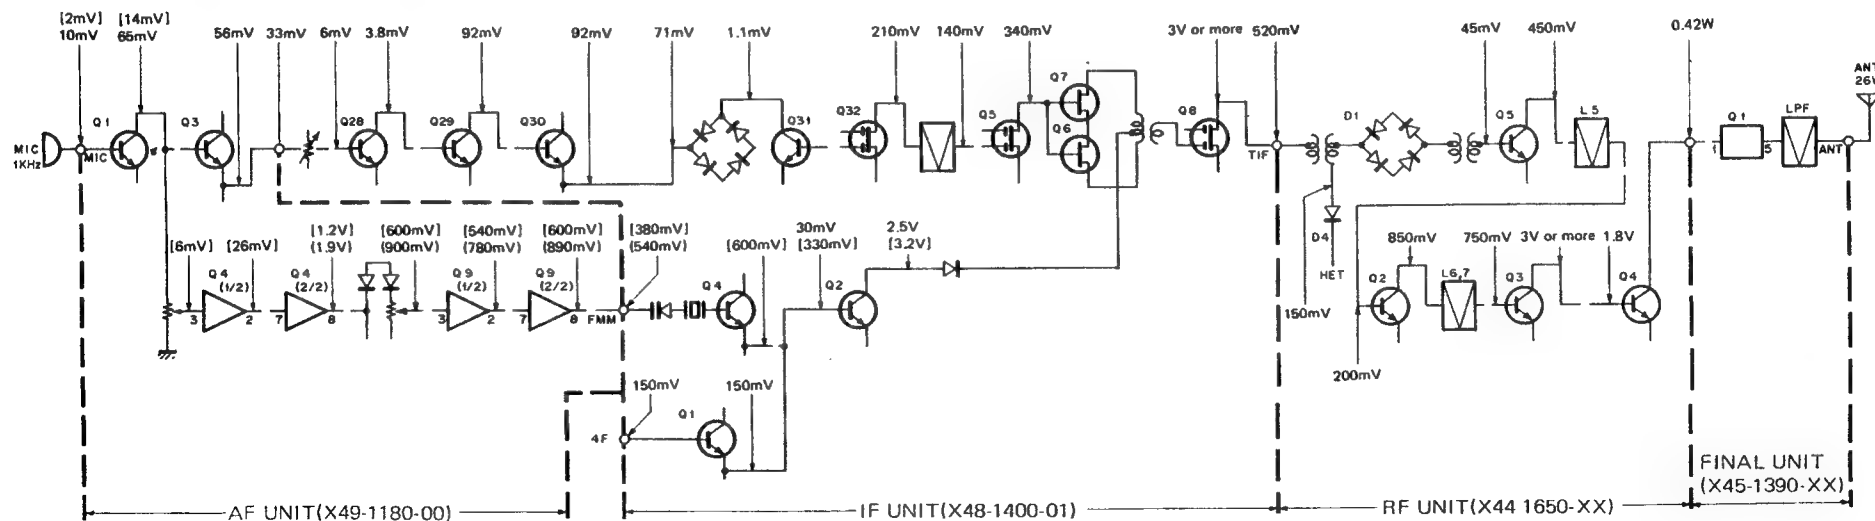 [2mV] [14mV]
10mV 65mV 56mV 33mV 6mV 3.8mV 92mV 92mV 71mV 1.1mV 210mV 140mV 340mV 3V or more 520mV 45mV 450mV 0.42W
ANT
26W
Q1 Q3 Q28 Q29 Q30 Q31 Q32 Q5 Q7 Q6 Q8 D1 Q5 L5 Q1 LPF
MIC
1KHz
MIC
TIF
1 5
ANT
[6mV] [26mV] [1.2V] [600mV] [540mV] [600mV] [380mV] [600mV] 30mV 2.5V
(1.9V) (900mV) (780mV) (890mV) (540mV) [330mV] [3.2V]
150mV D4 HET
850mV 750mV 3V or more 1.8V
Q4 Q4 Q9 Q9 Q4 Q2 Q2 L6,7 Q3 Q4
(1/2) (2/2) (1/2) (2/2)
3 2 7 8 3 2 7 8 FMM
200mV
150mV 150mV
4F Q1
AF UNIT(X49-1180-00)
IF UNIT(X48-1400-01)
RF UNIT(X44 1650-XX)
FINAL UNIT
(X45-1390-XX)